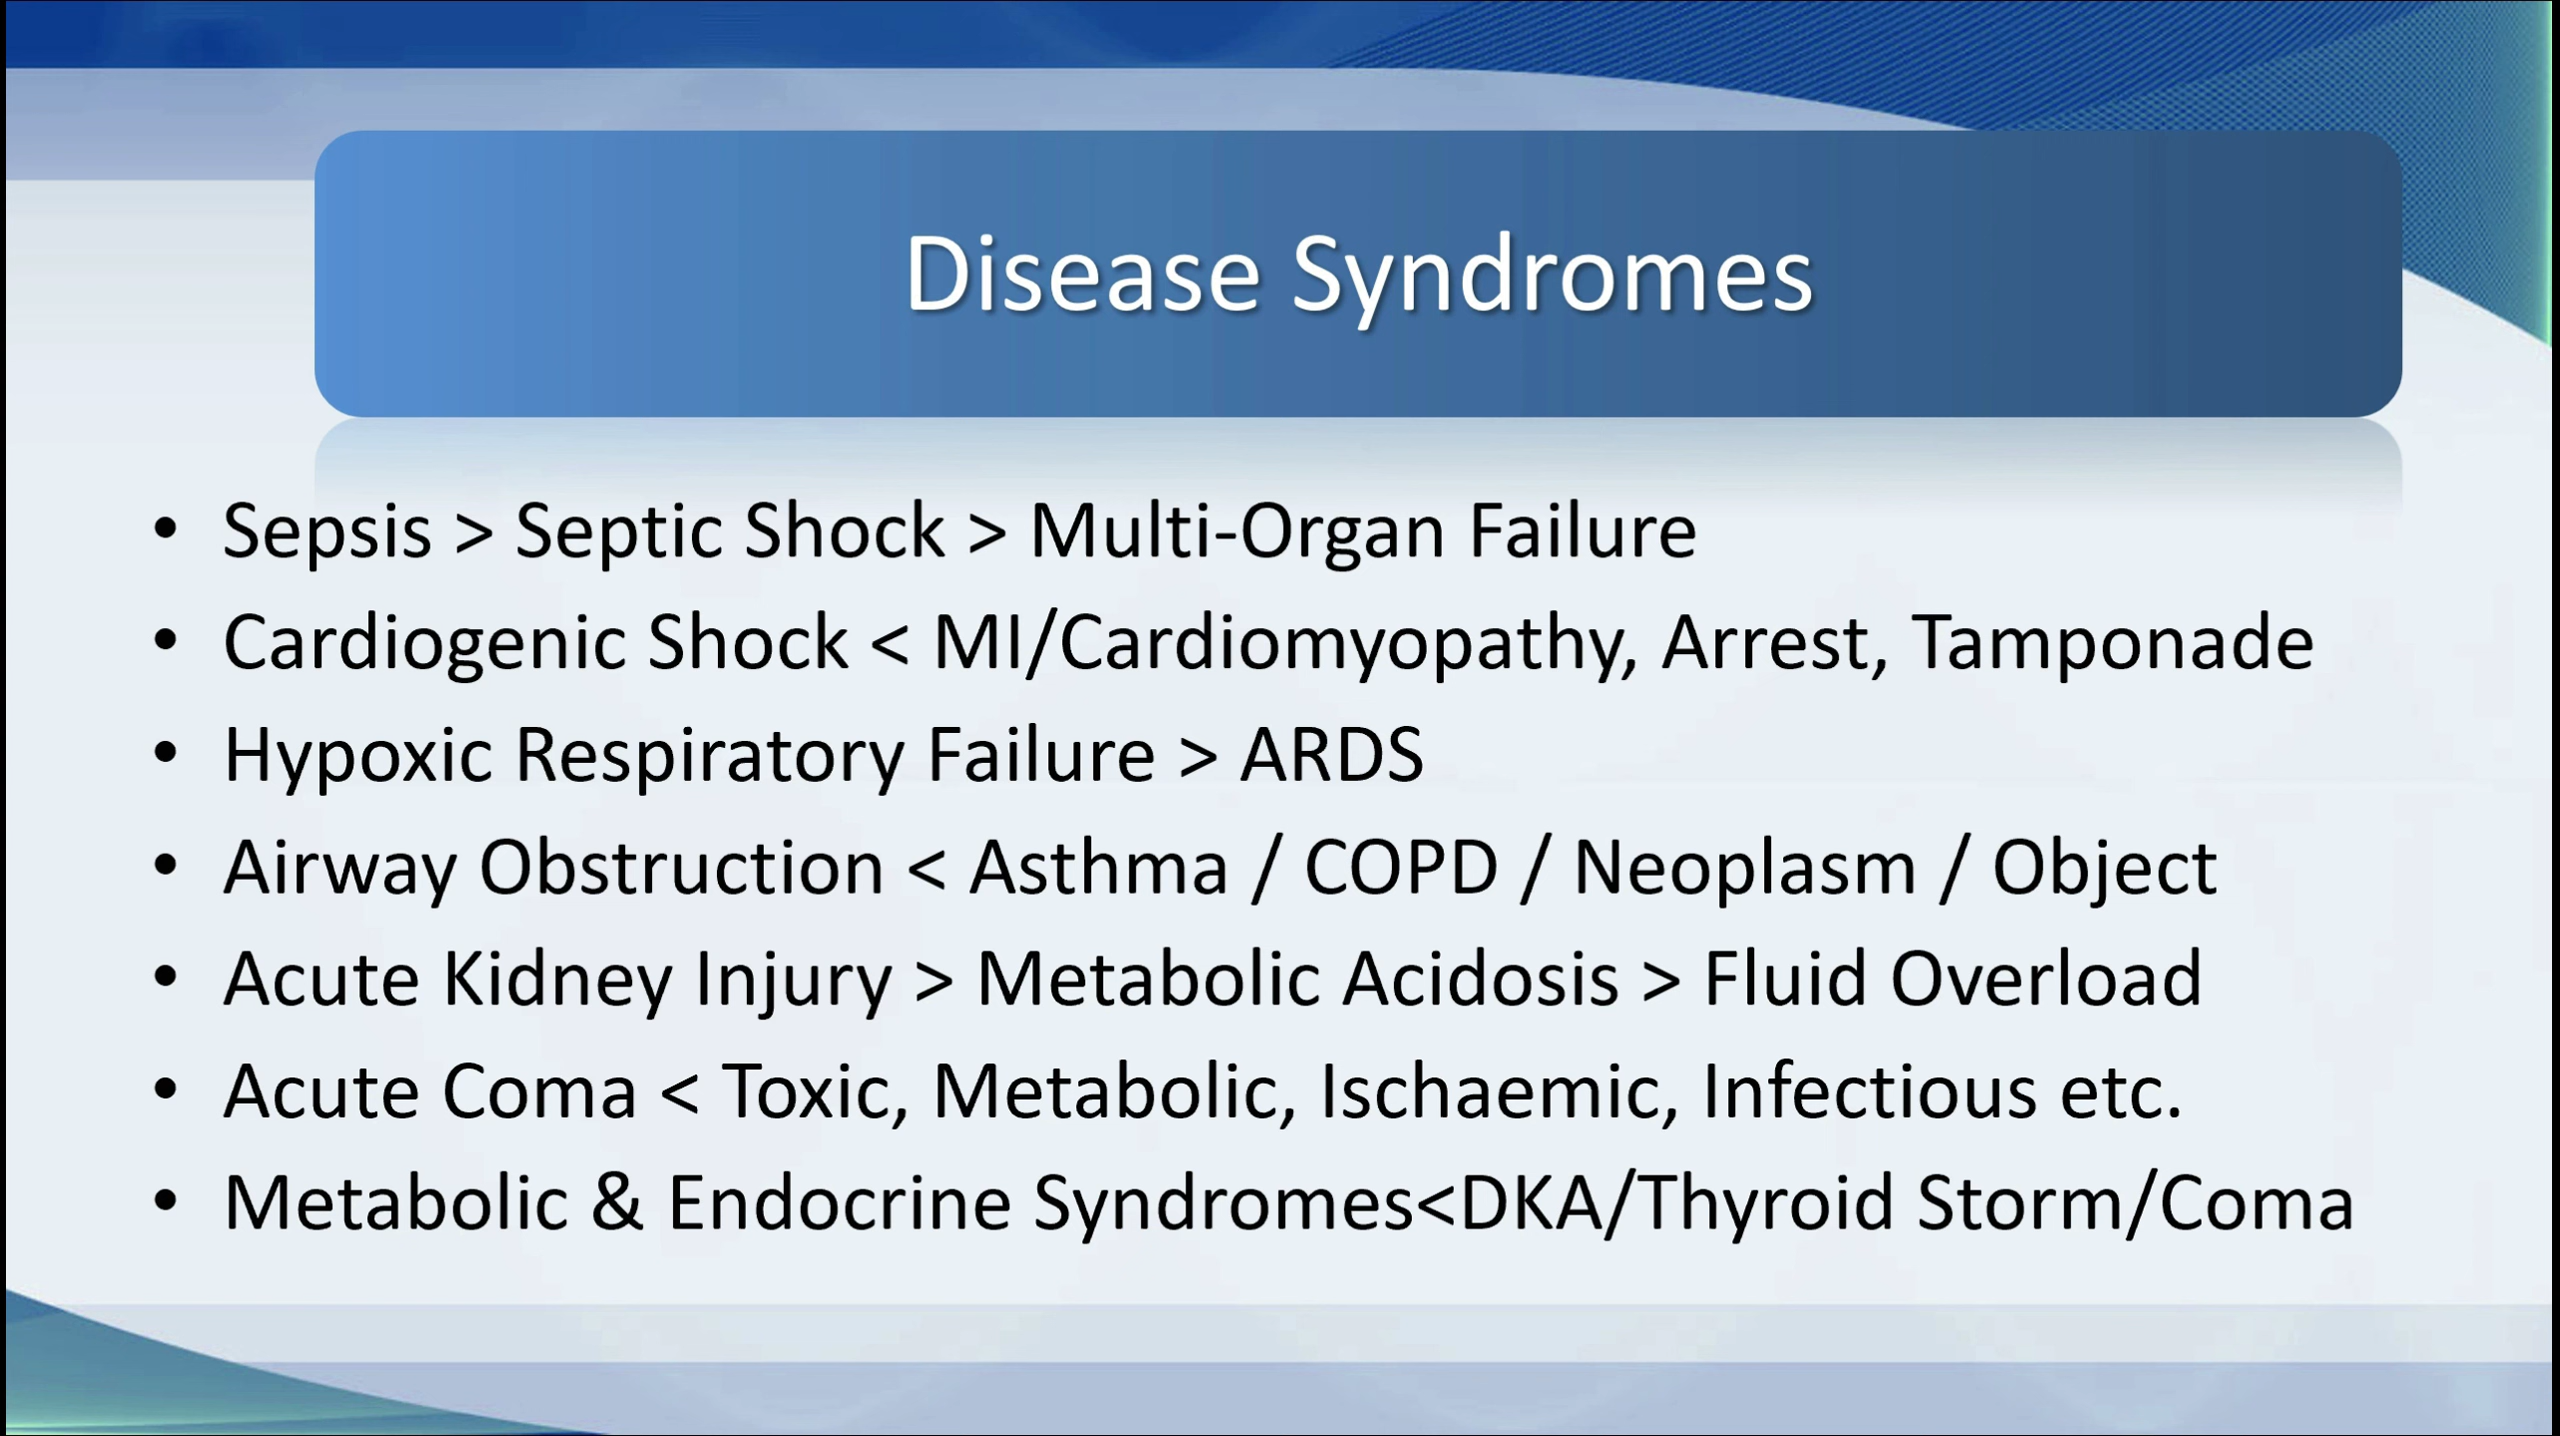 Disease Syndromes
• Sepsis > Septic Shock > Multi-Organ Failure
• Cardiogenic Shock < MI/Cardiomyopathy, Arrest, Tamponade
• Hypoxic Respiratory Failure > ARDS
• Airway Obstruction < Asthma / COPD / Neoplasm / Object
• Acute Kidney Injury > Metabolic Acidosis > Fluid Overload
• Acute Coma < Toxic, Metabolic, Ischaemic, Infectious etc.
• Metabolic & Endocrine Syndromes<DKA/Thyroid Storm/Coma